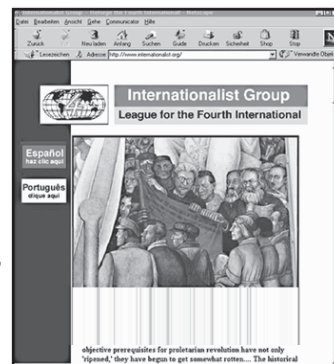 Datei Bearbeiten Ansicht Gehe Communicator Hilfe
Zurück Neu laden Anfang Suchen Guide Drucken Sicherheit Shop Stop
Lesezeichen Adresse http://www.internationalist.org/ Verwandte Objekte
Internationalist Group
League for the Fourth International
Español
haz clic aquí
Português
clique aqui
objective prerequisites for proletarian revolution have not only
'ripened,' they have begun to get somewhat rotten.... The historical